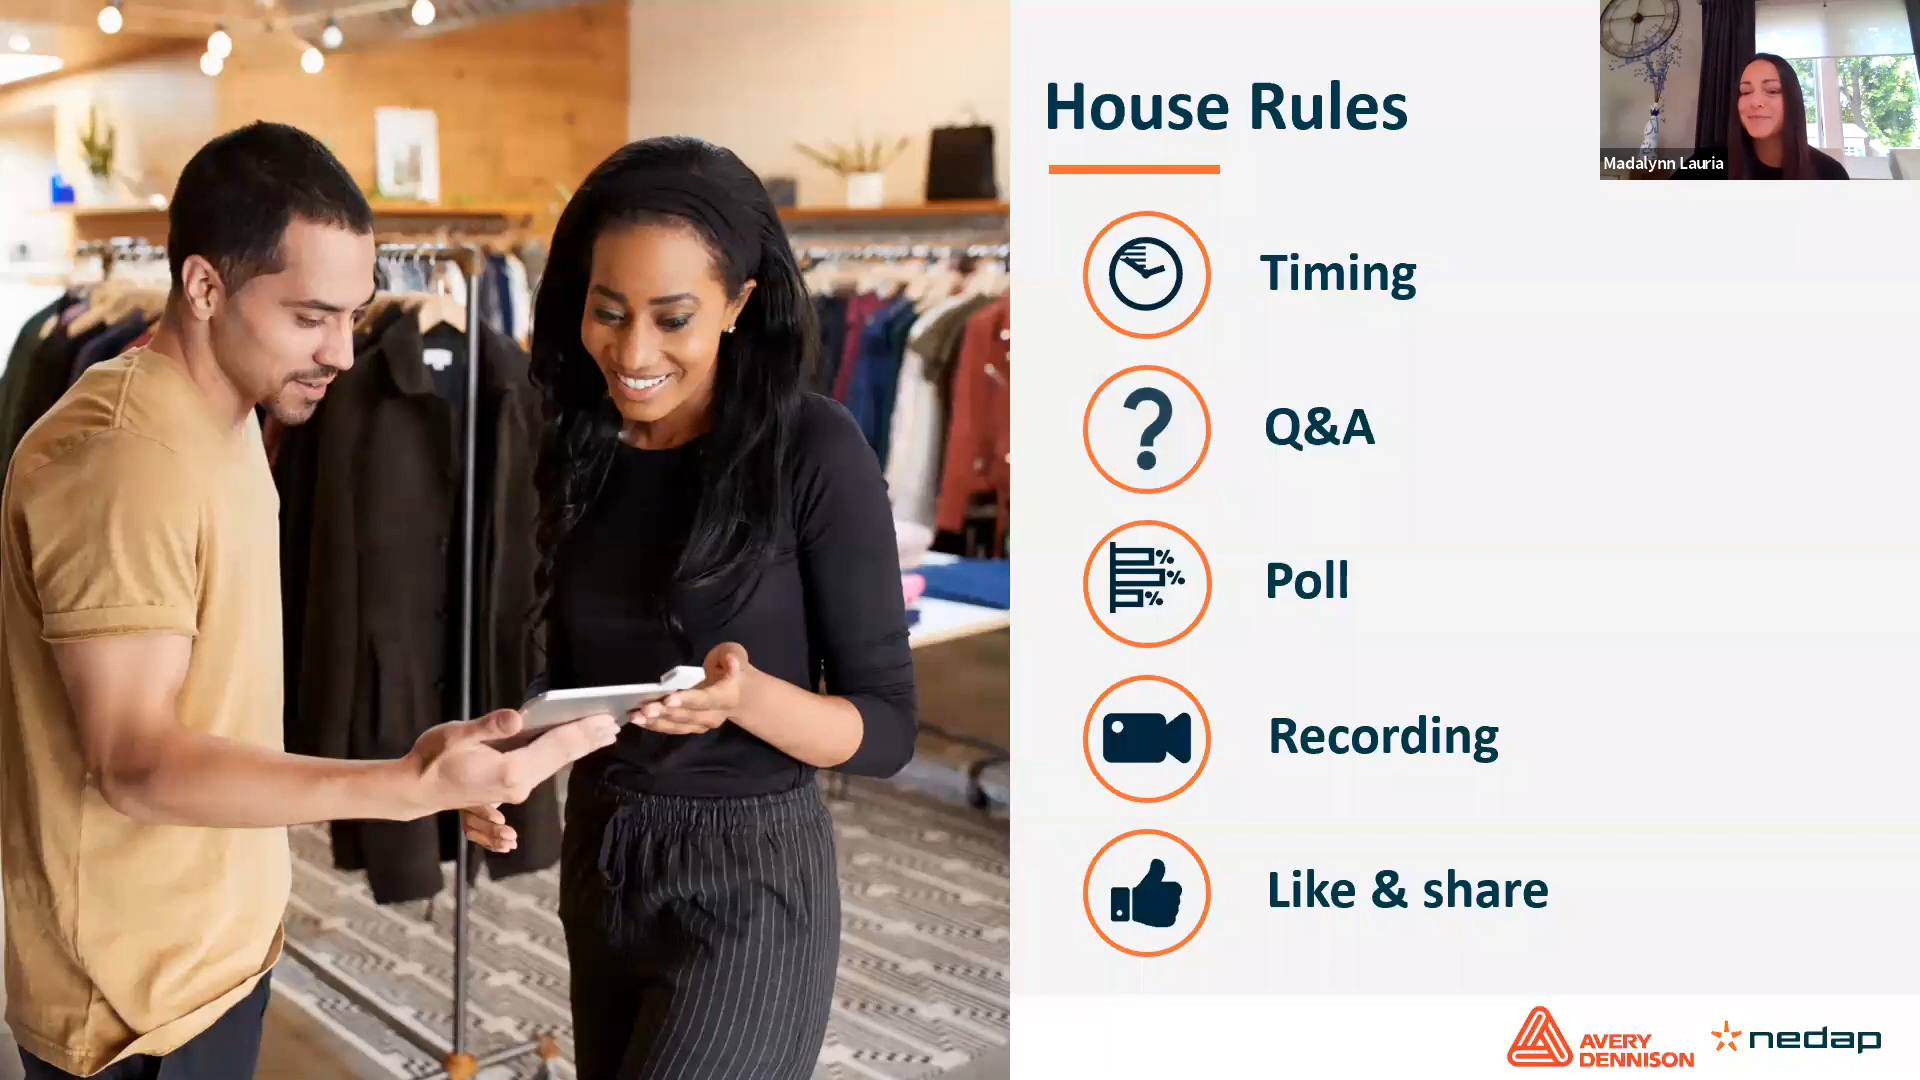 House Rules
Madalynn Lauria
Timing
?
Q&A
%
%
%
Poll
Recording
Like & share
AVERY
DENNISON
nedap